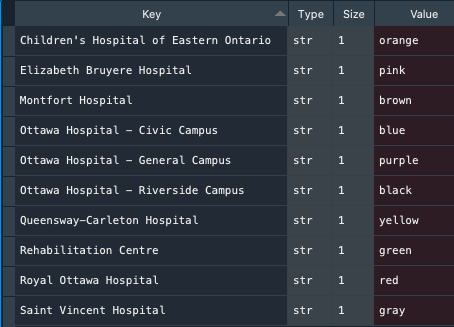 Key Type Size Value
Children's Hospital of Eastern Ontario str 1 orange
Elizabeth Bruyere Hospital str 1 pink
Montfort Hospital str 1 brown
Ottawa Hospital - Civic Campus str 1 blue
Ottawa Hospital - General Campus str 1 purple
Ottawa Hospital - Riverside Campus str 1 black
Queensway-Carleton Hospital str 1 yellow
Rehabilitation Centre str 1 green
Royal Ottawa Hospital str 1 red
Saint Vincent Hospital str 1 gray